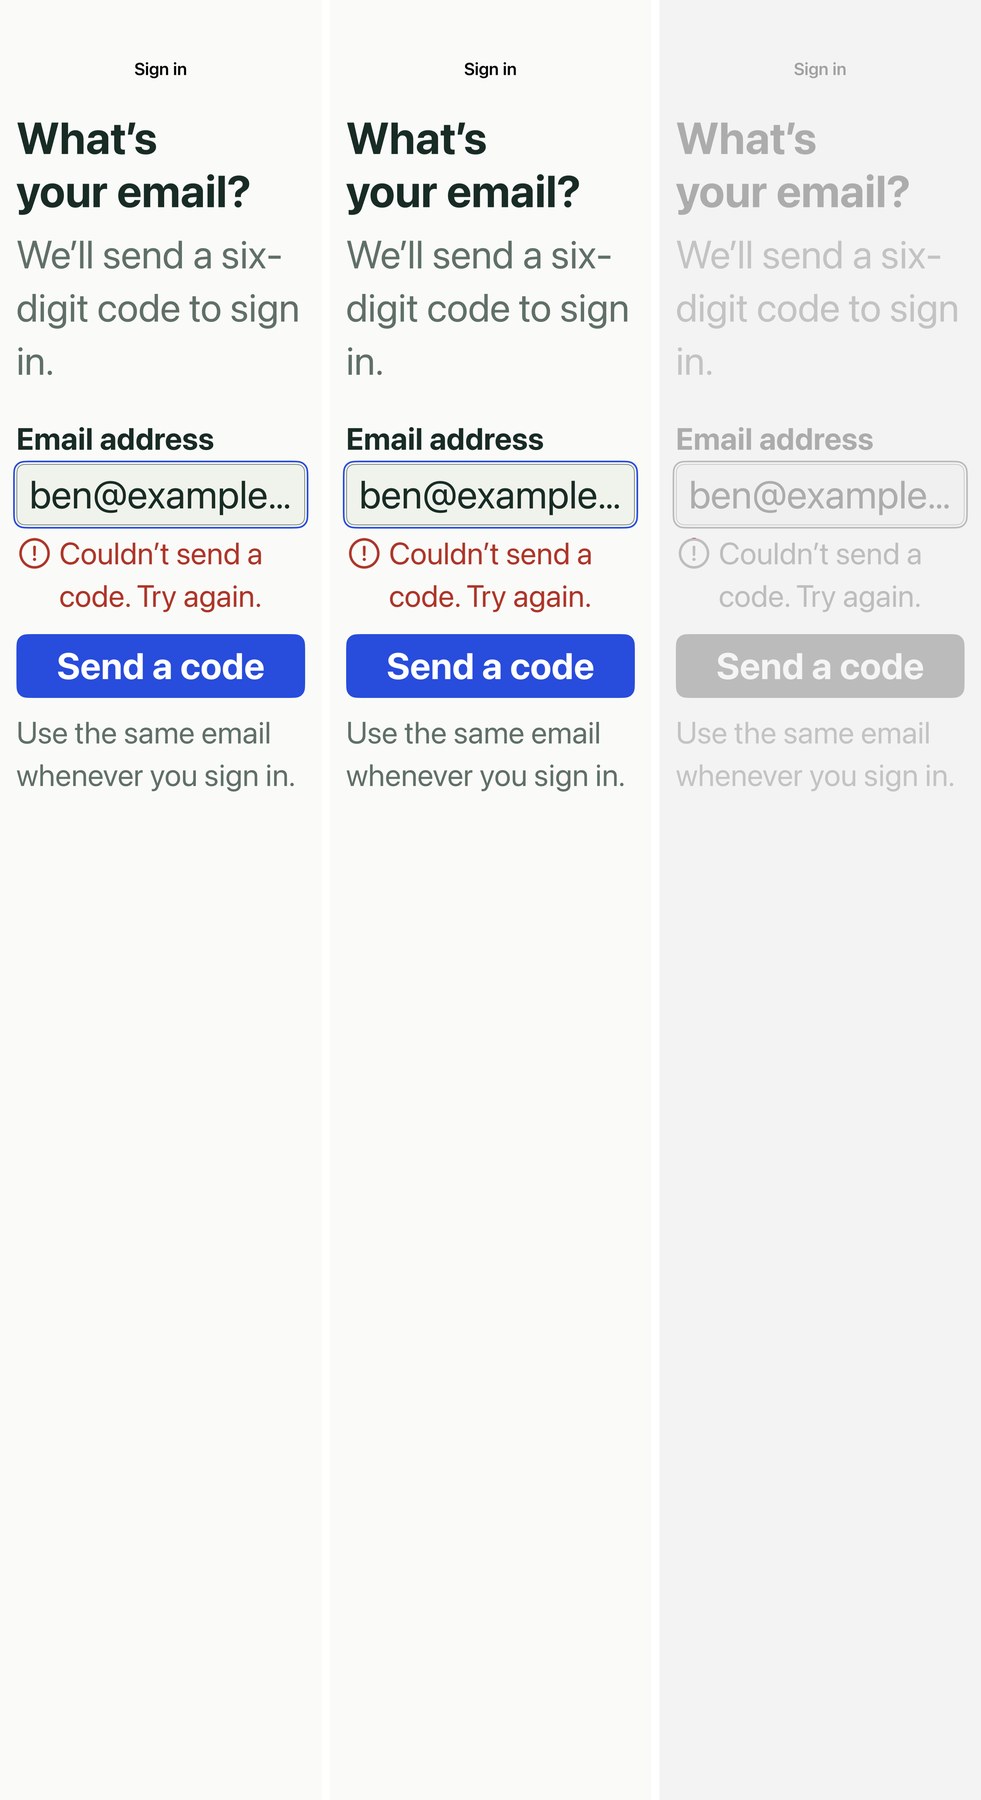 Sign in
What’s
your email?
We’ll send a six-
digit code to sign
in.
Email address
ben@example…
Couldn’t send a
code. Try again.
Send a code
Use the same email
whenever you sign in.
Sign in
What’s
your email?
We’ll send a six-
digit code to sign
in.
Email address
ben@example…
Couldn’t send a
code. Try again.
Send a code
Use the same email
whenever you sign in.
Sign in
What’s
your email?
We’ll send a six-
digit code to sign
in.
Email address
ben@example…
Couldn’t send a
code. Try again.
Send a code
Use the same email
whenever you sign in.